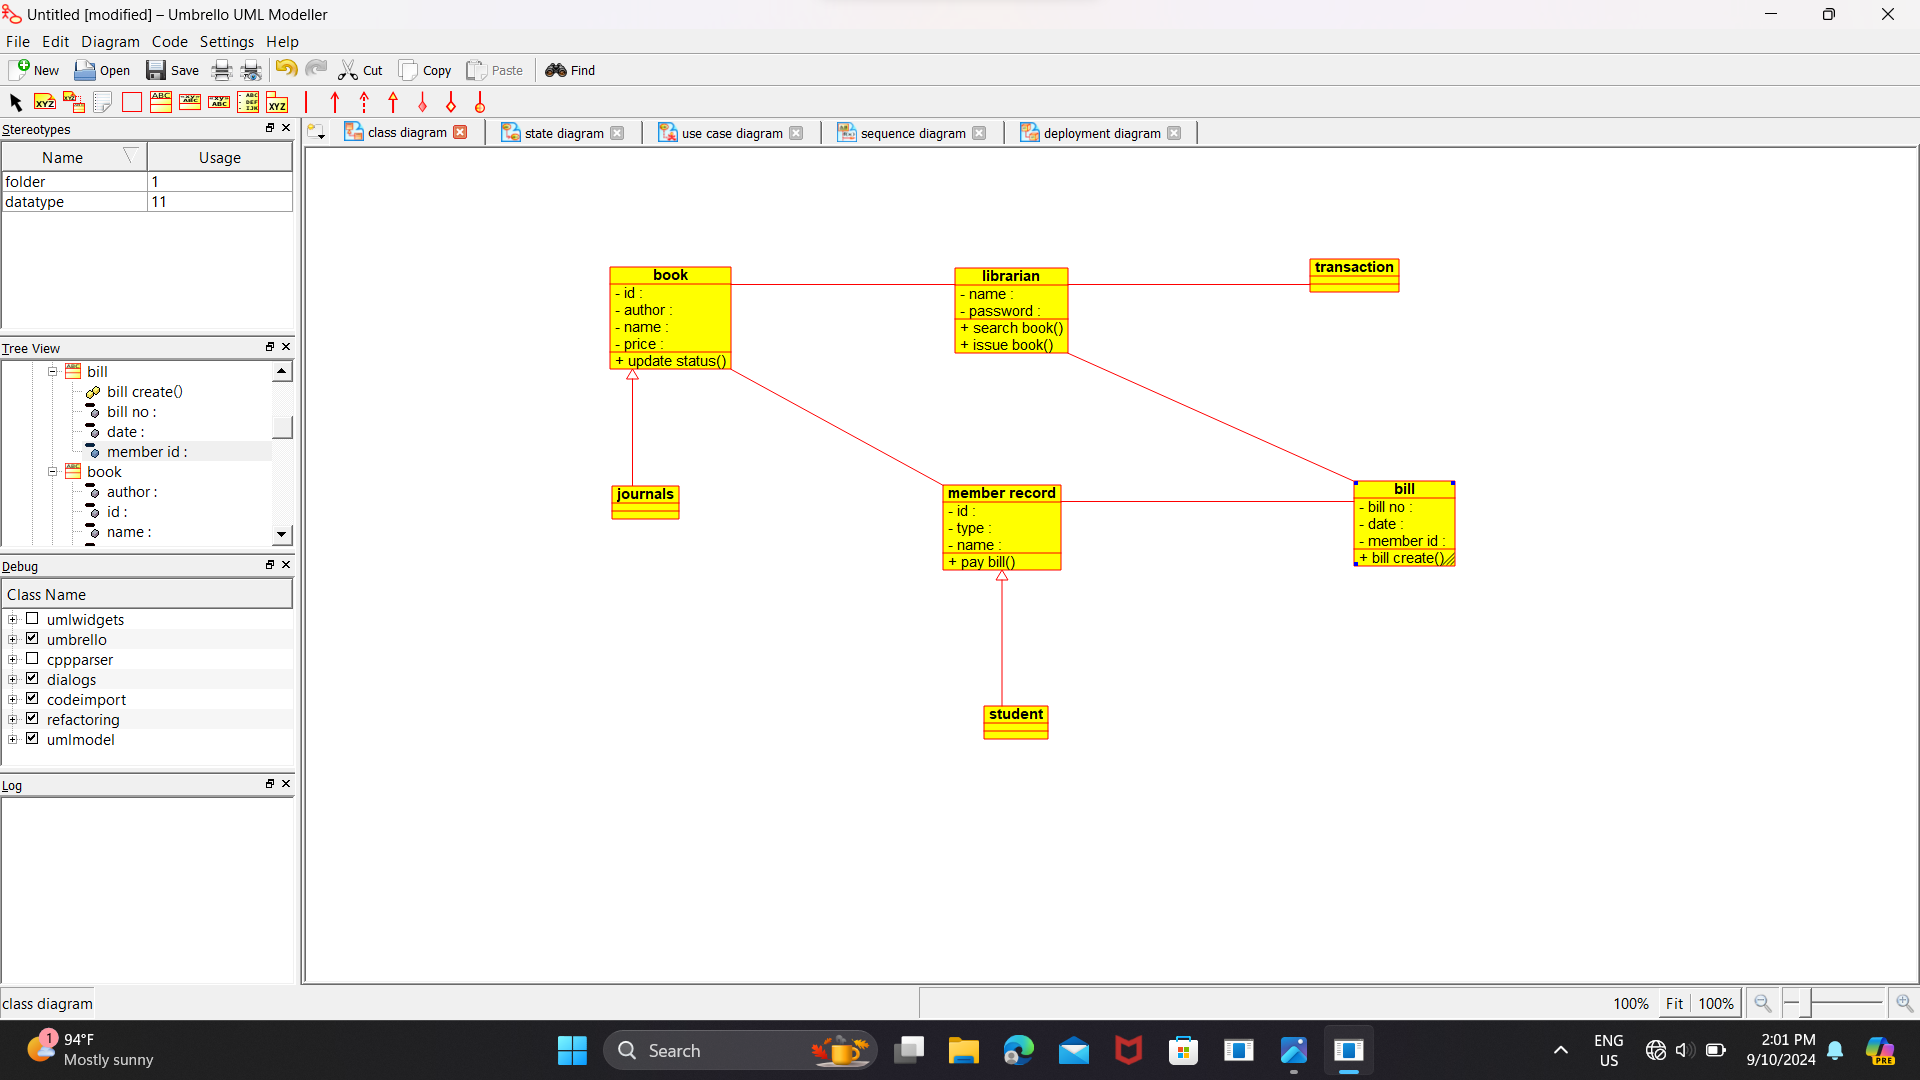 Untitled [modified] – Umbrello UML Modeller
File Edit Diagram Code Settings Help
New Open Save Cut Copy Paste Find
Stereotypes
Name Usage
folder 1
datatype 11
Tree View
bill
bill create()
bill no :
date :
member id :
book
author :
id :
name :
Debug
Class Name
umlwidgets
umbrello
cppparser
dialogs
codeimport
refactoring
umlmodel
Log
class diagram state diagram use case diagram sequence diagram deployment diagram
book
- id :
- author :
- name :
- price :
+ update status()
librarian
- name :
- password :
+ search book()
+ issue book()
transaction
journals
member record
- id :
- type :
- name :
+ pay bill()
bill
- bill no :
- date :
- member id :
+ bill create()
student
class diagram
100% Fit 100%
1
94°F
Mostly sunny
Search
ENG
US
2:01 PM
9/10/2024
PRE